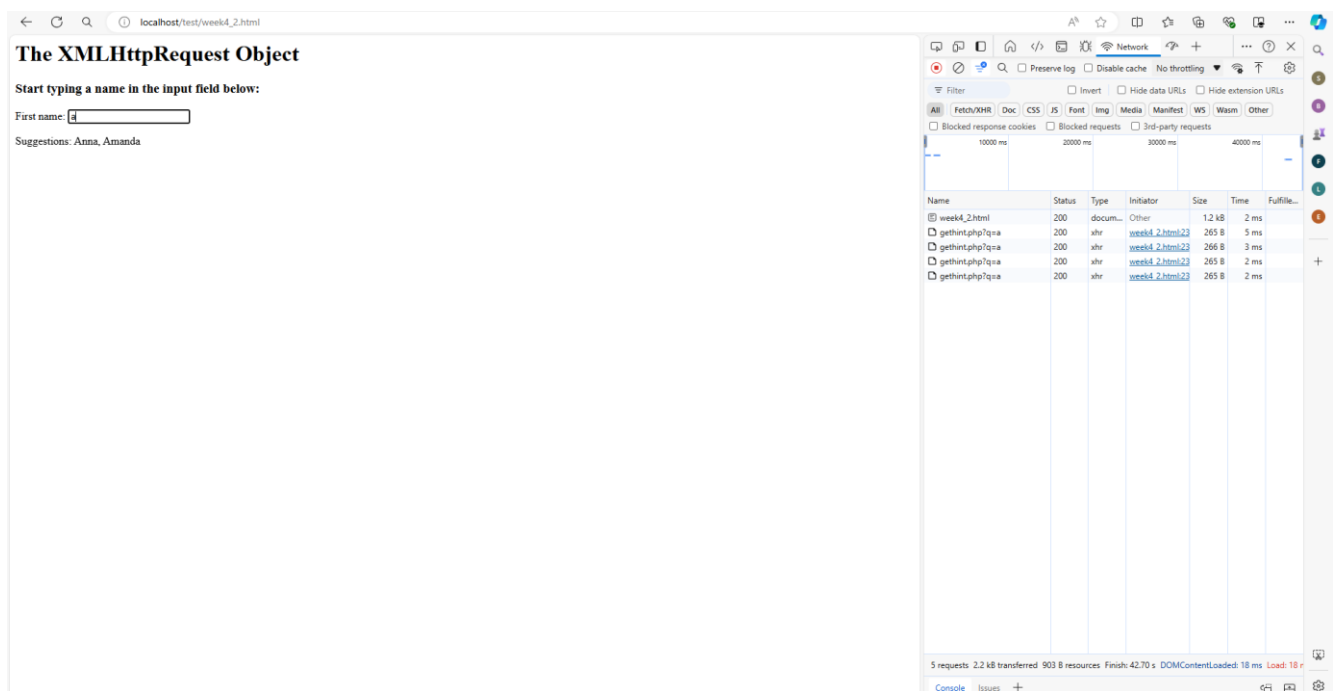 localhost/test/week4_2.html
The XMLHttpRequest Object
Start typing a name in the input field below:
First name: a
Suggestions: Anna, Amanda
Network
Preserve log Disable cache No throttling
Filter Invert Hide data URLs Hide extension URLs
All Fetch/XHR Doc CSS JS Font Img Media Manifest WS Wasm Other
Blocked response cookies Blocked requests 3rd-party requests
10000 ms 20000 ms 30000 ms 40000 ms
Name Status Type Initiator Size Time Fulfille...
week4_2.html 200 docum... Other 1.2 kB 2 ms
gethint.php?q=a 200 xhr week4_2.html:23 265 B 5 ms
gethint.php?q=a 200 xhr week4_2.html:23 266 B 3 ms
gethint.php?q=a 200 xhr week4_2.html:23 265 B 2 ms
gethint.php?q=a 200 xhr week4_2.html:23 265 B 2 ms
5 requests 2.2 kB transferred 903 B resources Finish: 42.70 s DOMContentLoaded: 18 ms Load: 18 r
Console Issues